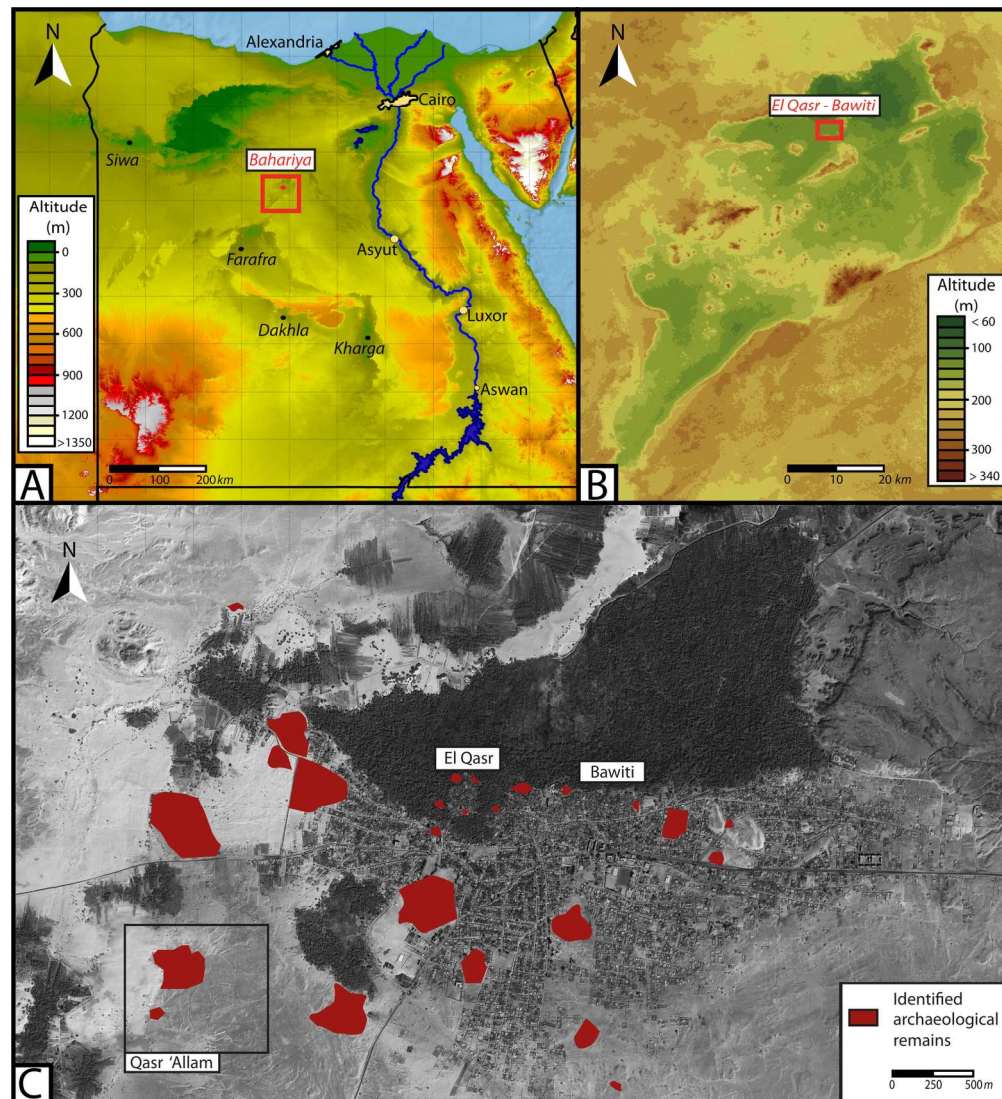 N
Alexandria
Cairo
Siwa
Bahariya
Altitude
(m)
0
300
600
900
1200
>1350
Farafra
Asyut
Dakhla
Kharga
Luxor
Aswan
0
100
200 km
A
N
El Qasr - Bawiti
Altitude
(m)
< 60
100
200
300
> 340
0
10
20 km
B
N
El Qasr
Bawiti
Qasr 'Allam
Identified
archaeological
remains
0
250
500 m
C